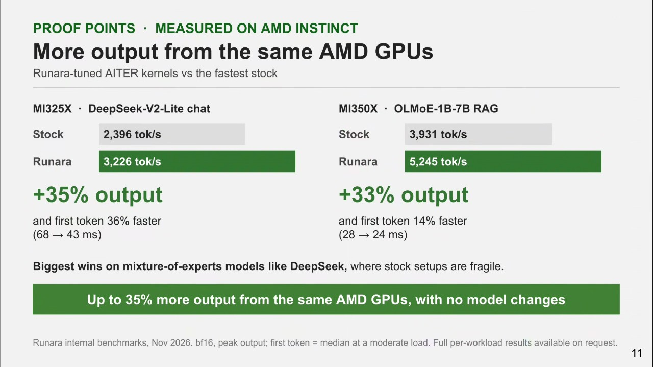 PROOF POINTS · MEASURED ON AMD INSTINCT
More output from the same AMD GPUs
Runara-tuned AITER kernels vs the fastest stock
MI325X · DeepSeek-V2-Lite chat
Stock 2,396 tok/s
Runara 3,226 tok/s
+35% output
and first token 36% faster
(68 → 43 ms)
MI350X · OLMoE-1B-7B RAG
Stock 3,931 tok/s
Runara 5,245 tok/s
+33% output
and first token 14% faster
(28 → 24 ms)
Biggest wins on mixture-of-experts models like DeepSeek, where stock setups are fragile.
Up to 35% more output from the same AMD GPUs, with no model changes
Runara internal benchmarks, Nov 2026. bf16, peak output; first token = median at a moderate load. Full per-workload results available on request.
11